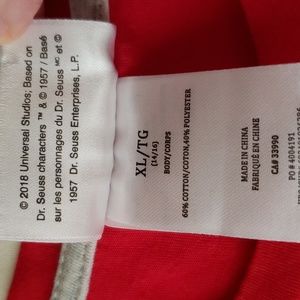 © 2018 Universal Studios; Based on
Dr. Seuss characters ™ & © 1957 / Basé
sur les personnages du Dr. Seuss MC et ©
1957 Dr. Seuss Enterprises, L.P.
XL/TG
(14/16)
BODY/CORPS
60% COTTON/COTON,40% POLYESTER
MADE IN CHINA
FABRIQUÉ EN CHINE
CA# 33990
PO # 4004191